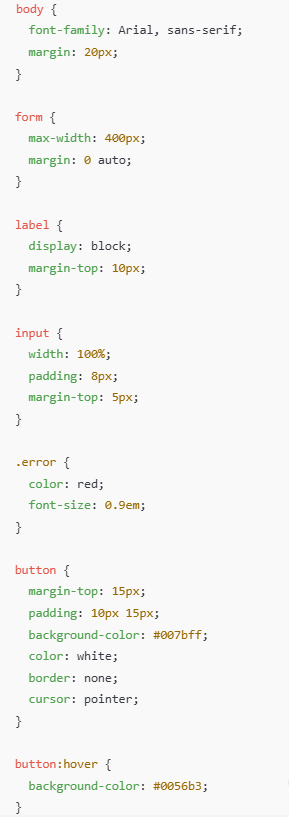 body {
  font-family: Arial, sans-serif;
  margin: 20px;
}

form {
  max-width: 400px;
  margin: 0 auto;
}

label {
  display: block;
  margin-top: 10px;
}

input {
  width: 100%;
  padding: 8px;
  margin-top: 5px;
}

.error {
  color: red;
  font-size: 0.9em;
}

button {
  margin-top: 15px;
  padding: 10px 15px;
  background-color: #007bff;
  color: white;
  border: none;
  cursor: pointer;
}

button:hover {
  background-color: #0056b3;
}